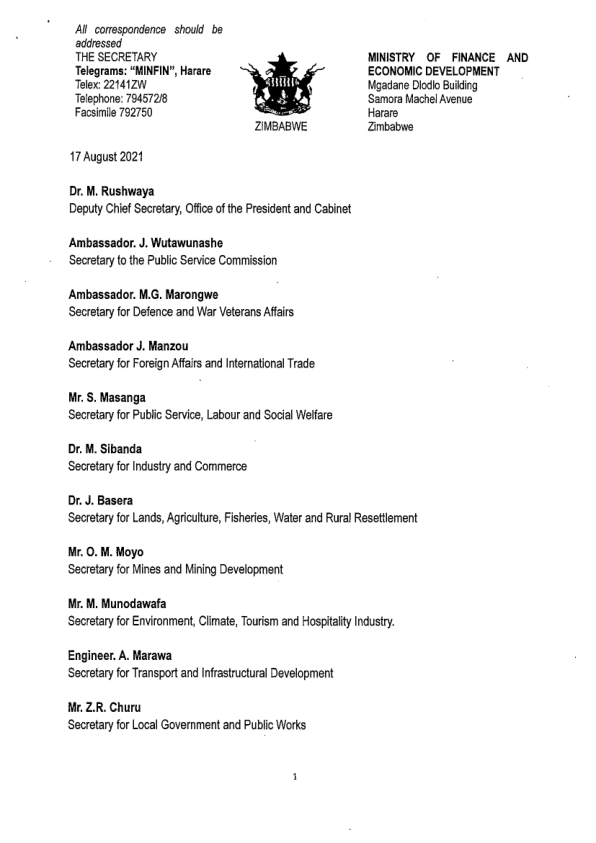 All correspondence should be
addressed
THE SECRETARY
Telegrams: “MINFIN”, Harare
Telex: 22141ZW
Telephone: 794572/8
Facsimile 792750
ZIMBABWE
MINISTRY OF FINANCE AND
ECONOMIC DEVELOPMENT
Mgadane Dlodlo Building
Samora Machel Avenue
Harare
Zimbabwe
17 August 2021
Dr. M. Rushwaya
Deputy Chief Secretary, Office of the President and Cabinet
Ambassador. J. Wutawunashe
Secretary to the Public Service Commission
Ambassador. M.G. Marongwe
Secretary for Defence and War Veterans Affairs
Ambassador J. Manzou
Secretary for Foreign Affairs and International Trade
Mr. S. Masanga
Secretary for Public Service, Labour and Social Welfare
Dr. M. Sibanda
Secretary for Industry and Commerce
Dr. J. Basera
Secretary for Lands, Agriculture, Fisheries, Water and Rural Resettlement
Mr. O. M. Moyo
Secretary for Mines and Mining Development
Mr. M. Munodawafa
Secretary for Environment, Climate, Tourism and Hospitality Industry.
Engineer. A. Marawa
Secretary for Transport and Infrastructural Development
Mr. Z.R. Churu
Secretary for Local Government and Public Works
1